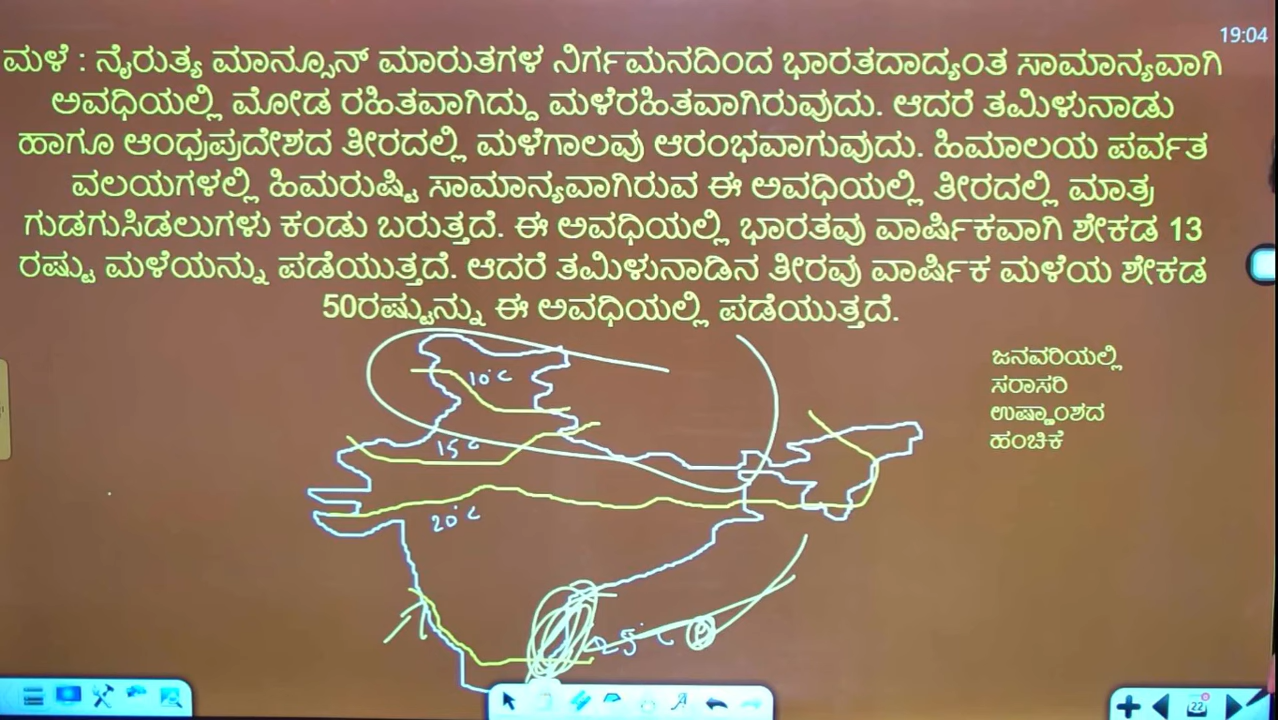 19:04
ಮಳೆ : ನೈರುತ್ಯ ಮಾನ್ಸೂನ್ ಮಾರುತಗಳ ನಿರ್ಗಮನದಿಂದ ಭಾರತದಾದ್ಯಂತ ಸಾಮಾನ್ಯವಾಗಿ
ಅವಧಿಯಲ್ಲಿ ಮೋಡ ರಹಿತವಾಗಿದ್ದು ಮಳೆರಹಿತವಾಗಿರುವುದು. ಆದರೆ ತಮಿಳುನಾಡು
ಹಾಗೂ ಆಂಧ್ರಪ್ರದೇಶದ ತೀರದಲ್ಲಿ ಮಳೆಗಾಲವು ಆರಂಭವಾಗುವುದು. ಹಿಮಾಲಯ ಪರ್ವತ
ವಲಯಗಳಲ್ಲಿ ಹಿಮರುಷ್ಟಿ ಸಾಮಾನ್ಯವಾಗಿರುವ ಈ ಅವಧಿಯಲ್ಲಿ ತೀರದಲ್ಲಿ ಮಾತ್ರ
ಗುಡಗುಸಿಡಲುಗಳು ಕಂಡು ಬರುತ್ತದೆ. ಈ ಅವಧಿಯಲ್ಲಿ ಭಾರತವು ವಾರ್ಷಿಕವಾಗಿ ಶೇಕಡ 13
ರಷ್ಟು ಮಳೆಯನ್ನು ಪಡೆಯುತ್ತದೆ. ಆದರೆ ತಮಿಳುನಾಡಿನ ತೀರವು ವಾರ್ಷಿಕ ಮಳೆಯ ಶೇಕಡ
50ರಷ್ಟುನ್ನು ಈ ಅವಧಿಯಲ್ಲಿ ಪಡೆಯುತ್ತದೆ.
ಜನವರಿಯಲ್ಲಿ
ಸರಾಸರಿ
ಉಷ್ಣಾಂಶದ
ಹಂಚಿಕೆ
10°C
15°C
20°C
25°C
22